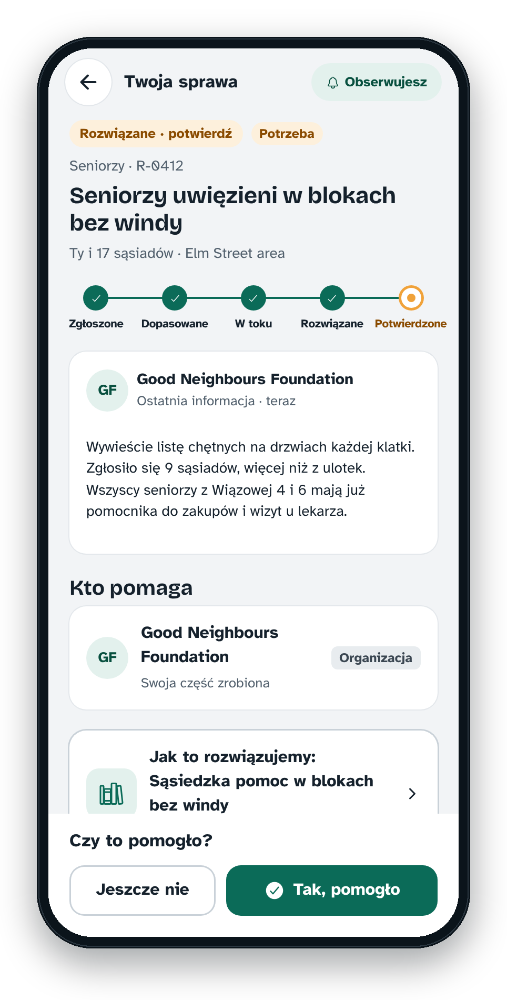 Twoja sprawa
Obserwujesz
Rozwiązane · potwierdź
Potrzeba
Seniorzy · R-0412
Seniorzy uwięzieni w blokach
bez windy
Ty i 17 sąsiadów · Elm Street area
Zgłoszone
Dopasowane
W toku
Rozwiązane
Potwierdzone
GF
Good Neighbours Foundation
Ostatnia informacja · teraz
Wywieście listę chętnych na drzwiach każdej klatki.
Zgłosiło się 9 sąsiadów, więcej niż z ulotek.
Wszyscy seniorzy z Wiązowej 4 i 6 mają już
pomocnika do zakupów i wizyt u lekarza.
Kto pomaga
GF
Good Neighbours
Foundation
Swoja część zrobiona
Organizacja
Jak to rozwiązujemy:
Sąsiedzka pomoc w blokach
bez windy
Czy to pomogło?
Jeszcze nie
Tak, pomogło